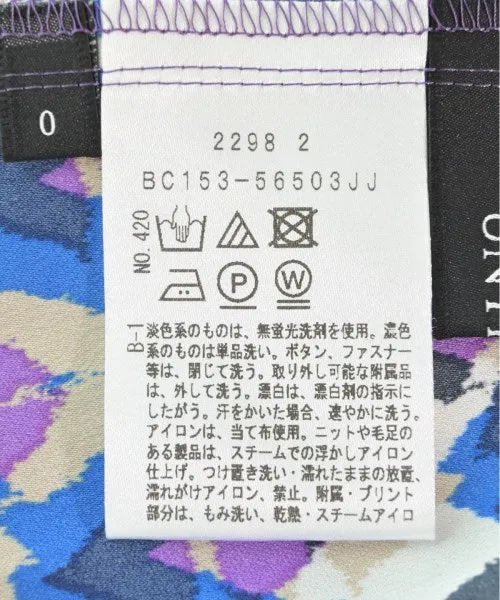 0
2298 2
BC153-56503JJ
NO. 420
P
W
B-1
淡色系のものは、無蛍光洗剤を使用。濃色
系のものは単品洗い。ボタン、ファスナー
等は、閉じて洗う。取り外し可能な附属品
は、外して洗う。漂白は、漂白剤の指示に
したがう。汗をかいた場合、速やかに洗う。
アイロンは、当て布使用。ニットや毛足の
ある製品は、スチームでの浮かしアイロン
仕上げ。つけ置き洗い・濡れたままの放置、
濡れがけアイロン、禁止。附属・プリント
部分は、もみ洗い、乾熱・スチームアイロ